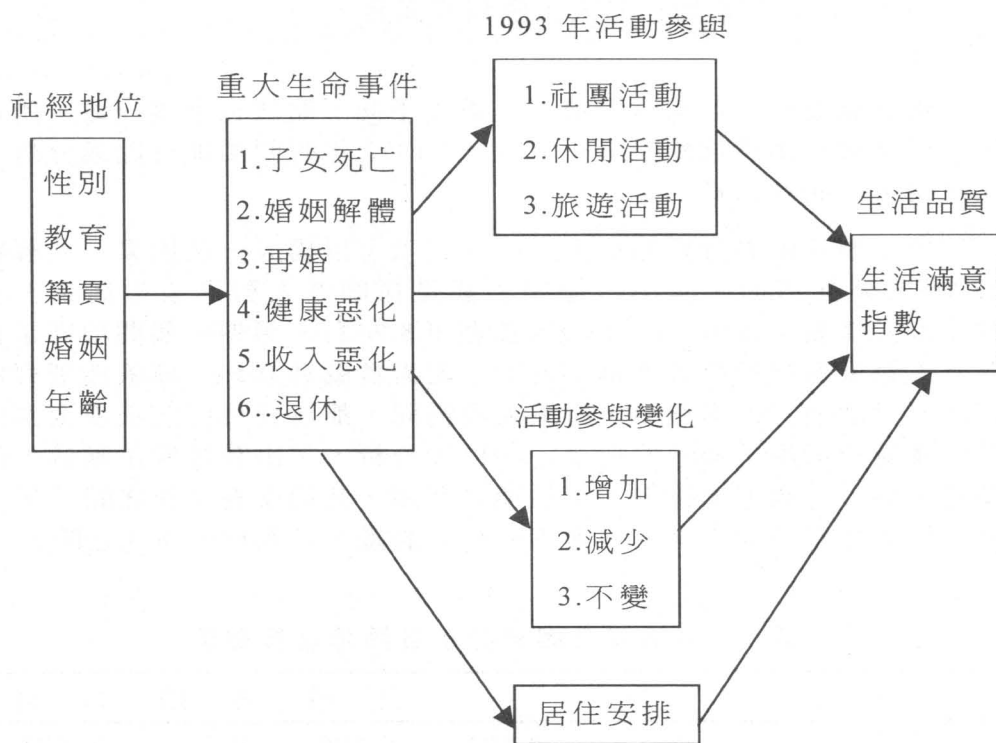 社經地位
性別
教育
籍貫
婚姻
年齡
重大生命事件
1.子女死亡
2.婚姻解體
3.再婚
4.健康惡化
5.收入惡化
6..退休
1993 年活動參與
1.社團活動
2.休閒活動
3.旅遊活動
活動參與變化
1.增加
2.減少
3.不變
居住安排
生活品質
生活滿意
指數